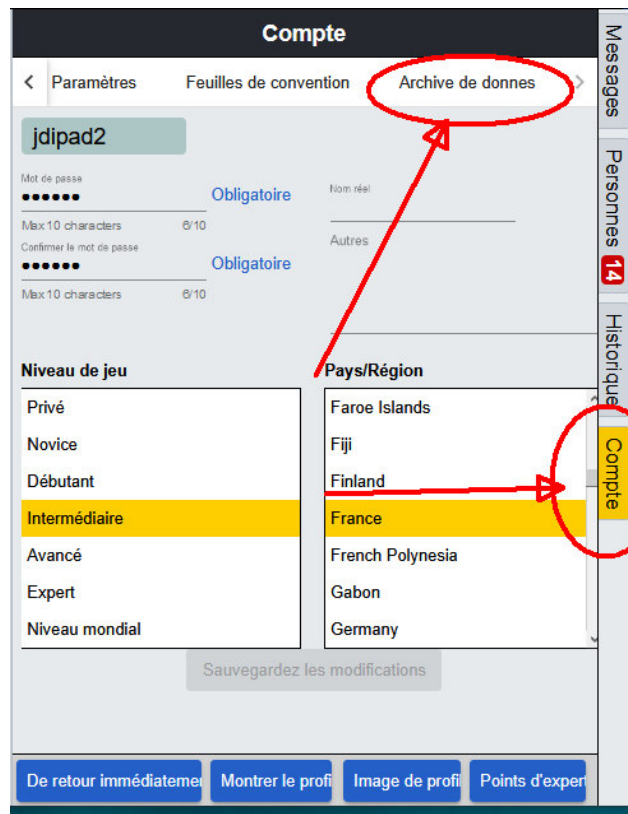 Compte
< Paramètres Feuilles de convention Archive de donnes >
jdipad2
Mot de passe
●●●●●● Obligatoire
Max 10 characters 6/10
Confirmer le mot de passe
●●●●●● Obligatoire
Max 10 characters 6/10
Nom réel
Autres
Niveau de jeu
Privé
Novice
Débutant
Intermédiaire
Avancé
Expert
Niveau mondial
Pays/Région
Faroe Islands
Fiji
Finland
France
French Polynesia
Gabon
Germany
Sauvegardez les modifications
De retour immédiatemen Montrer le profi Image de profil Points d'expert
Messages
Personnes 14
Historique
Compte